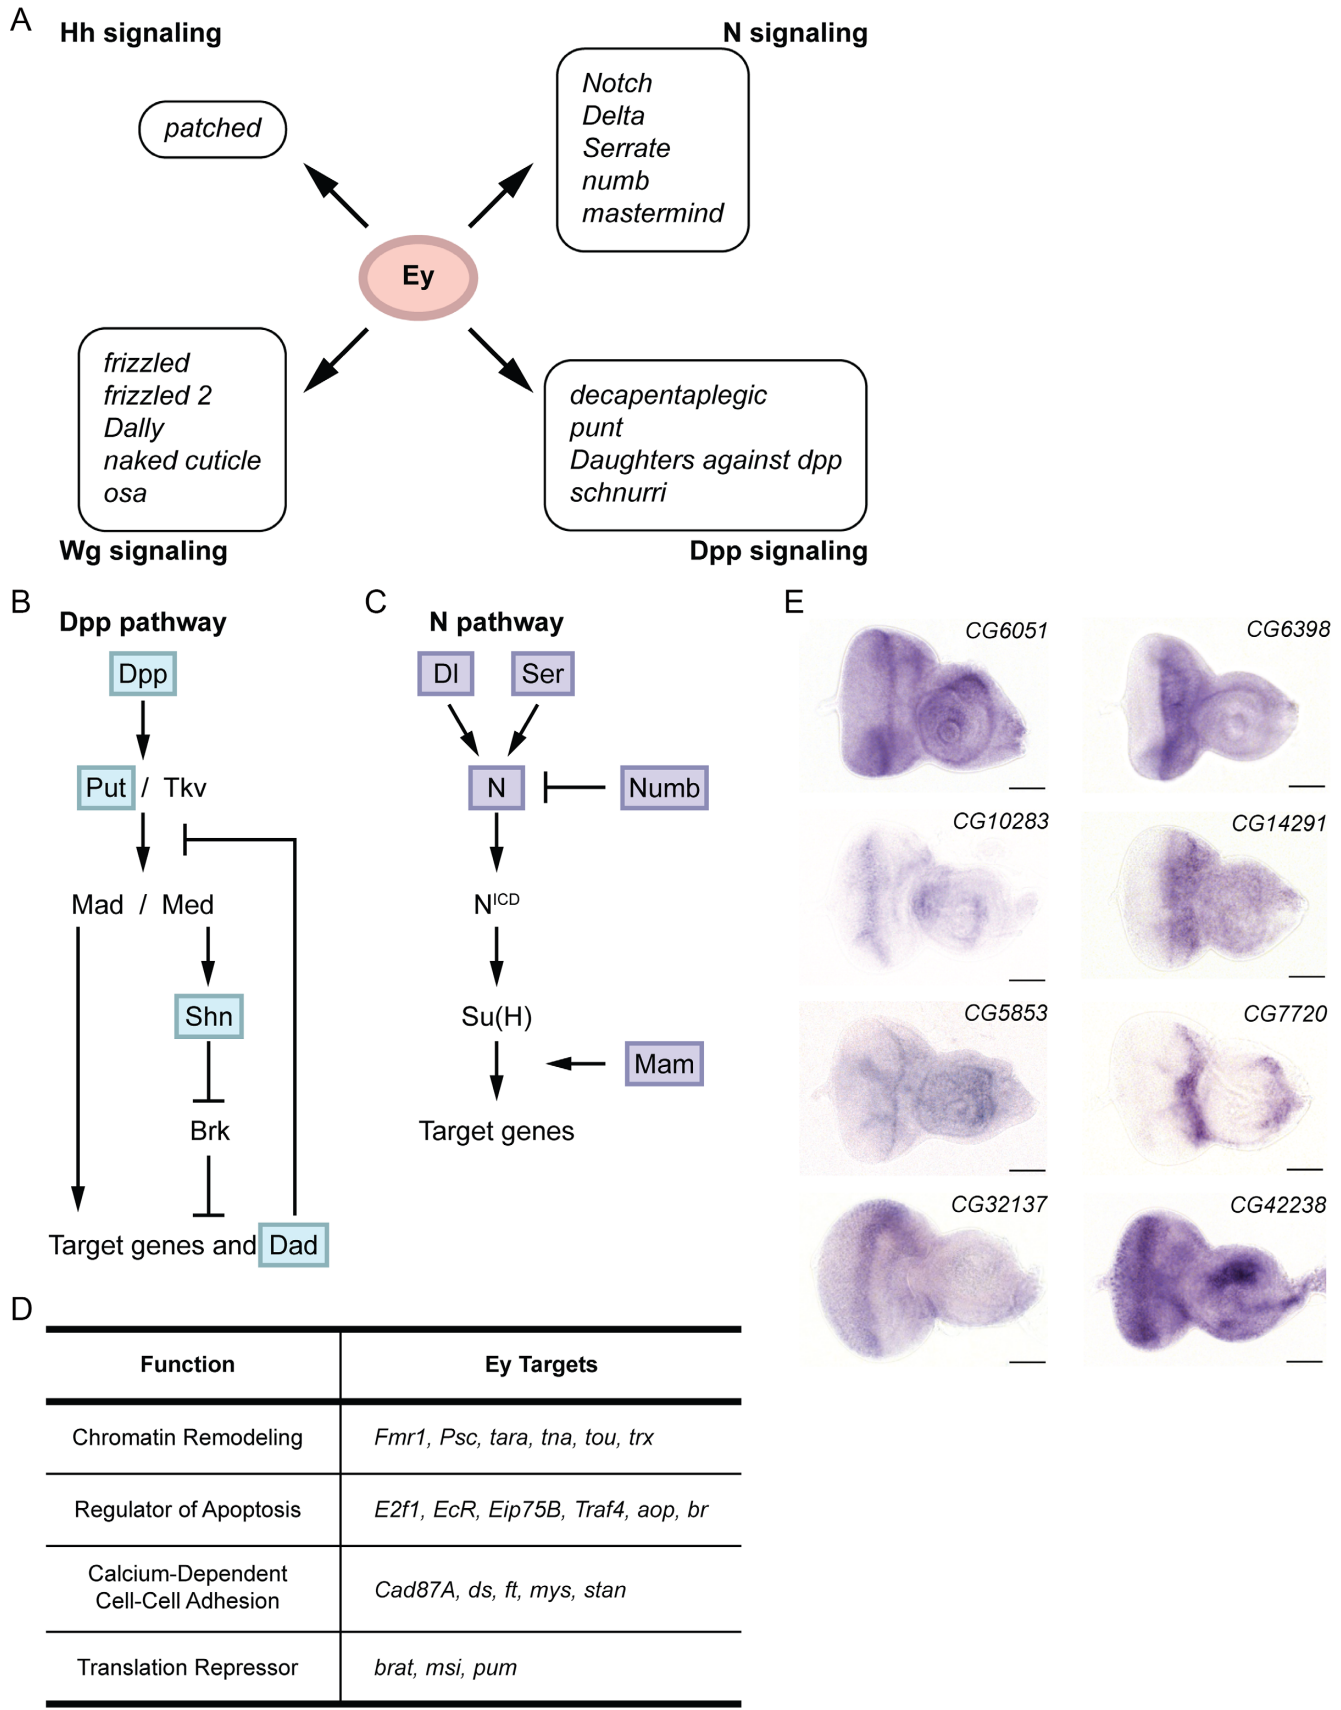 A
Hh signaling
N signaling
patched
Notch
Delta
Serrate
numb
mastermind
Ey
frizzled
frizzled 2
Dally
naked cuticle
osa
decapentaplegic
punt
Daughters against dpp
schnurri
Wg signaling
Dpp signaling
B
Dpp pathway
Dpp
Put / Tkv
Mad / Med
Shn
Brk
Target genes and Dad
C
N pathway
Dl Ser
N Numb
NICD
Su(H)
Mam
Target genes
D
Function Ey Targets
Chromatin Remodeling Fmr1, Psc, tara, tna, tou, trx
Regulator of Apoptosis E2f1, EcR, Eip75B, Traf4, aop, br
Calcium-Dependent
Cell-Cell Adhesion
Cad87A, ds, ft, mys, stan
Translation Repressor brat, msi, pum
E
CG6051 CG6398
CG10283 CG14291
CG5853 CG7720
CG32137 CG42238